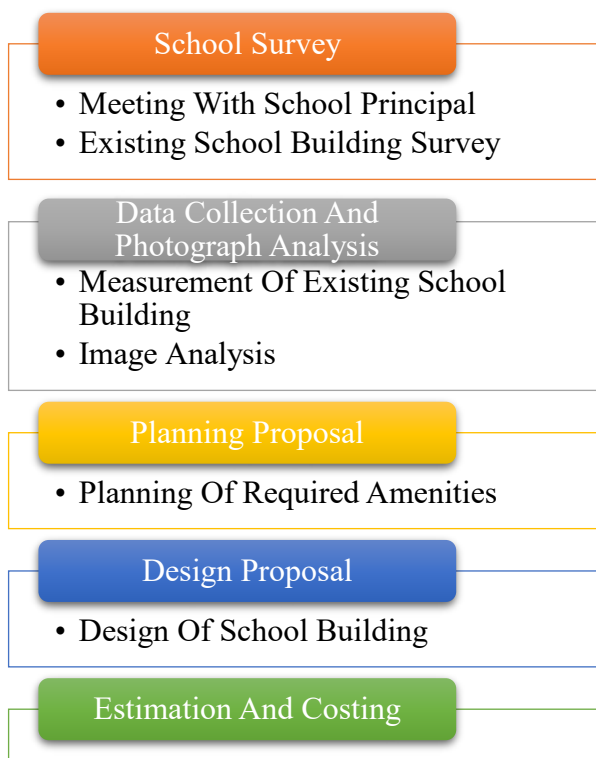 School Survey
• Meeting With School Principal
• Existing School Building Survey
Data Collection And
Photograph Analysis
• Measurement Of Existing School
Building
• Image Analysis
Planning Proposal
• Planning Of Required Amenities
Design Proposal
• Design Of School Building
Estimation And Costing